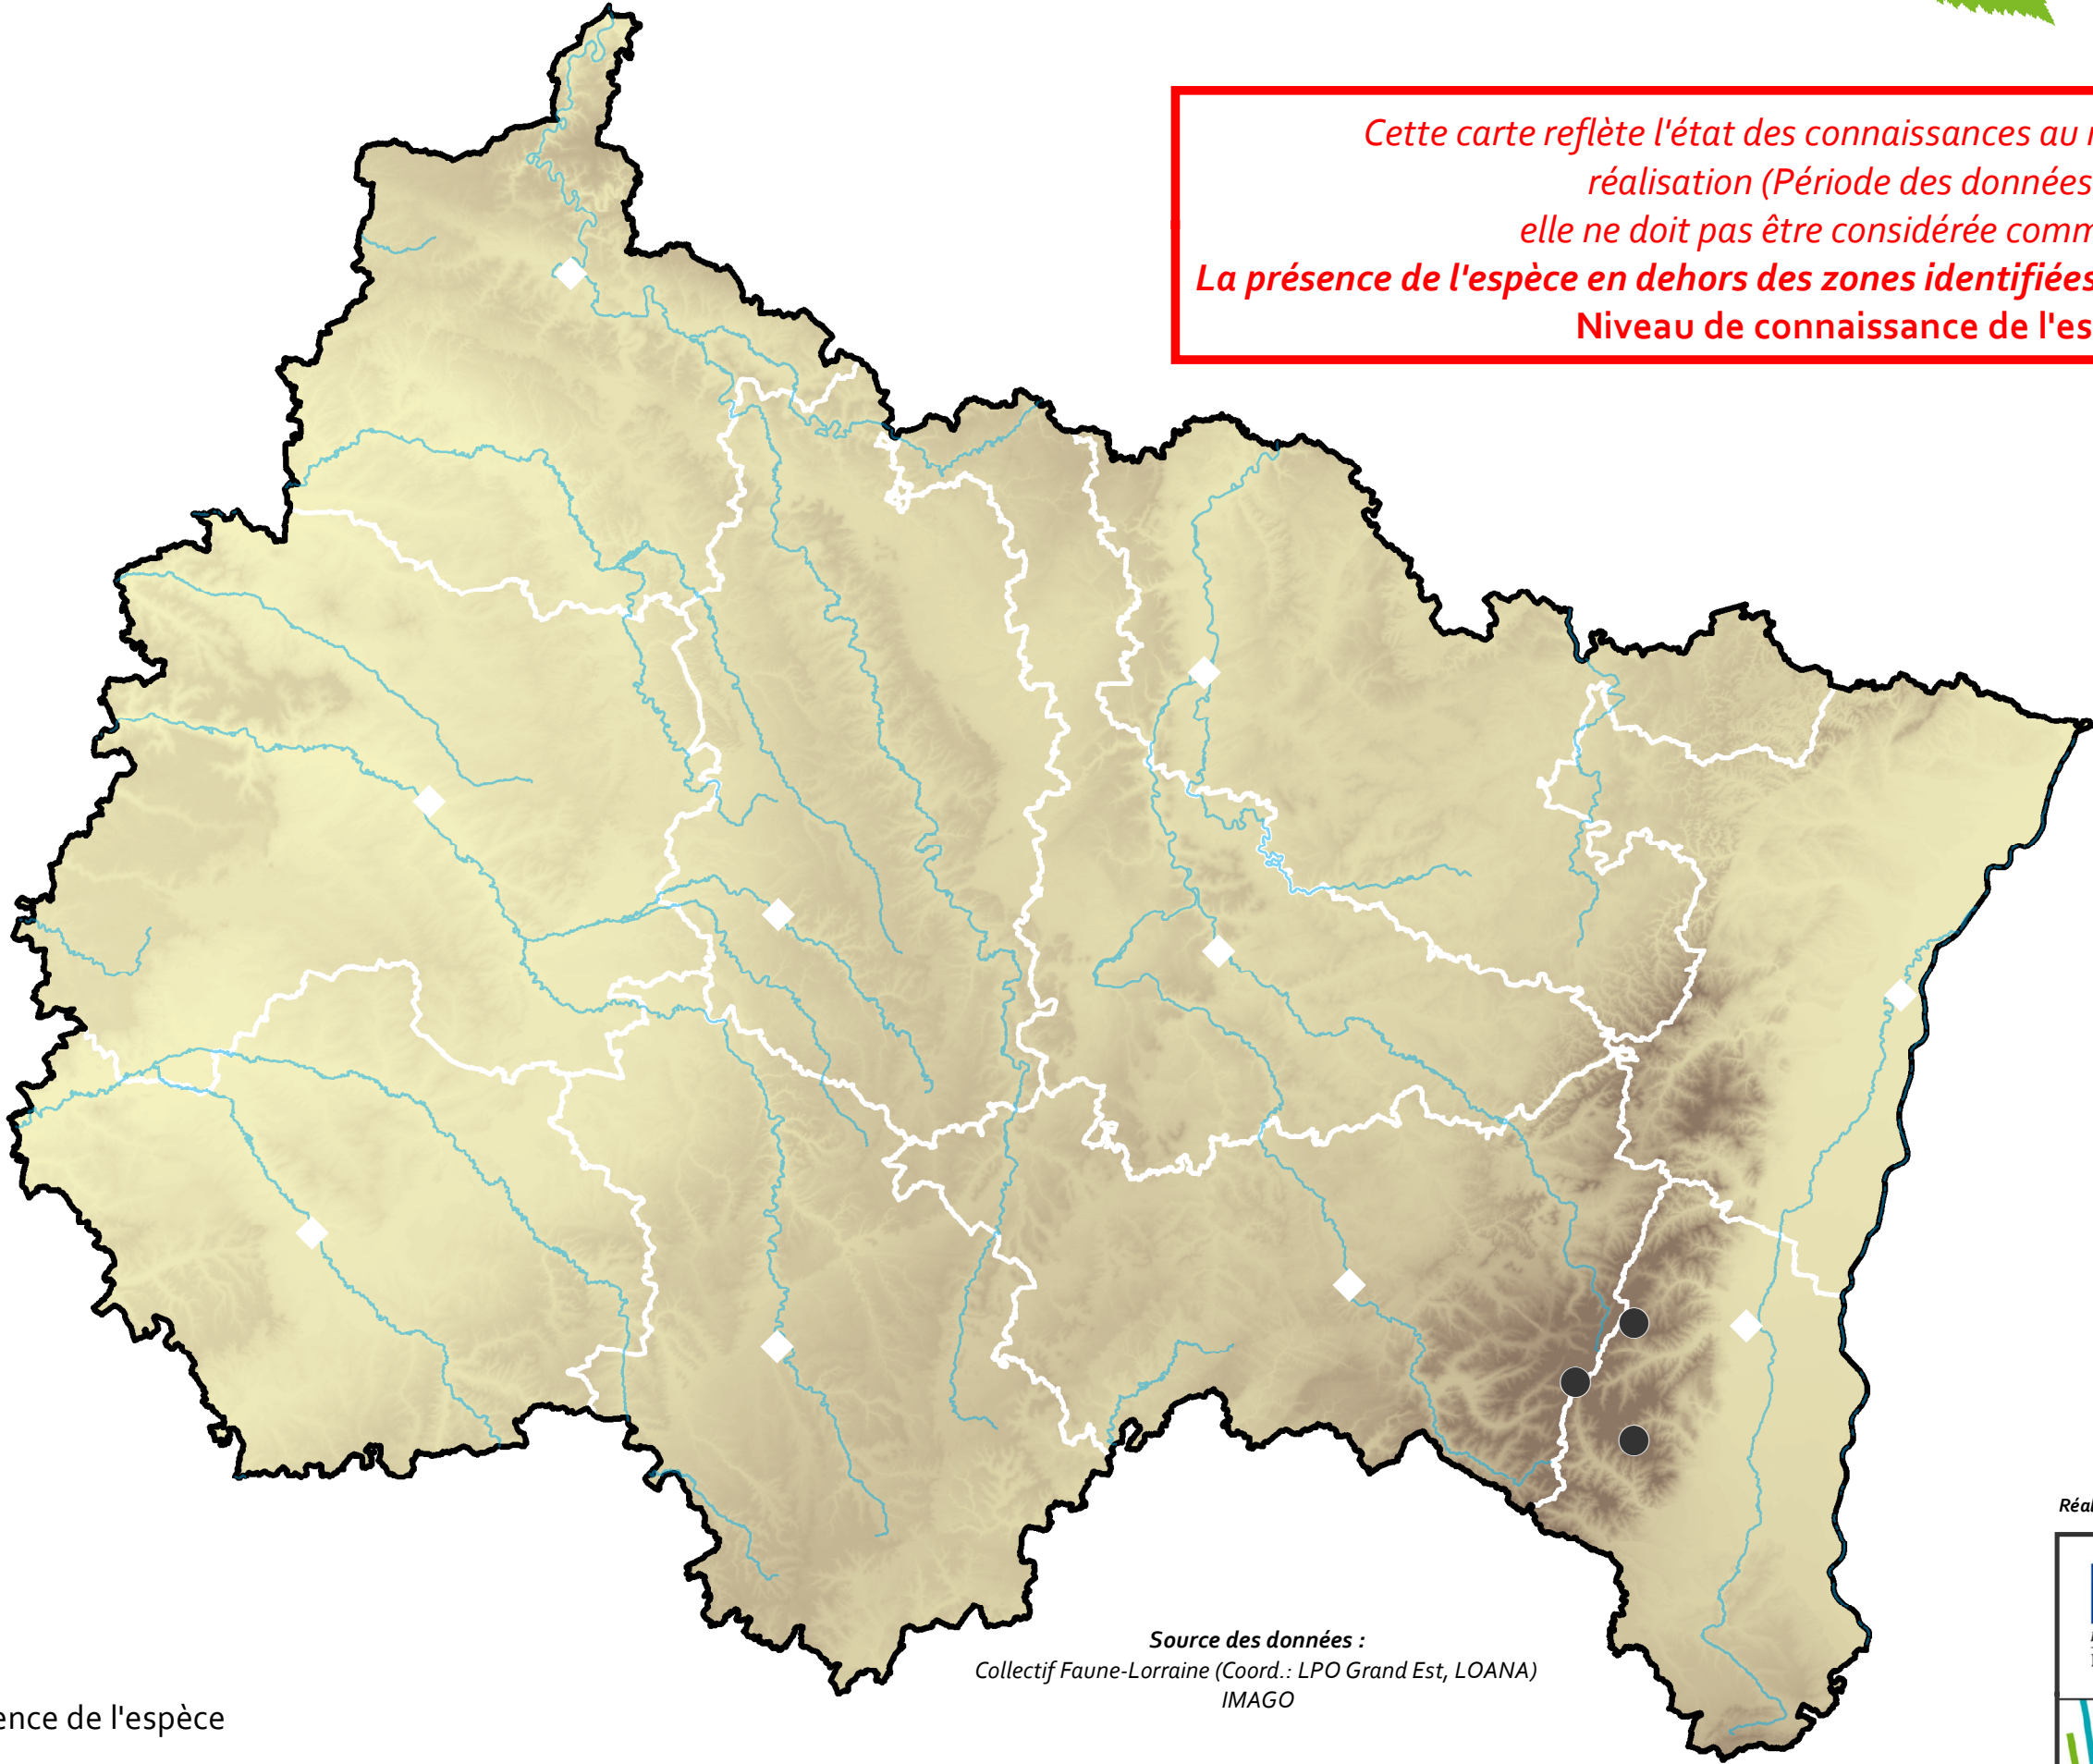 Cette carte reflète l'état des connaissances au
réalisation (Période des données
elle ne doit pas être considérée comm
La présence de l'espèce en dehors des zones identifiées
Niveau de connaissance de l'es
Réal
Source des données :
Collectif Faune-Lorraine (Coord.: LPO Grand Est, LOANA)
IMAGO
ence de l'espèce